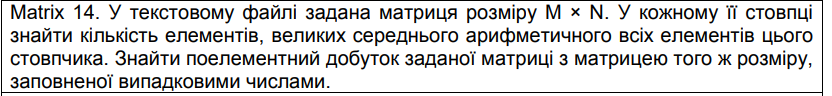 Matrix 14. У текстовому файлі задана матриця розміру M × N. У кожному її стовпці
знайти кількість елементів, великих середнього арифметичного всіх елементів цього
стовпчика. Знайти поелементний добуток заданої матриці з матрицею того ж розміру,
заповненої випадковими числами.